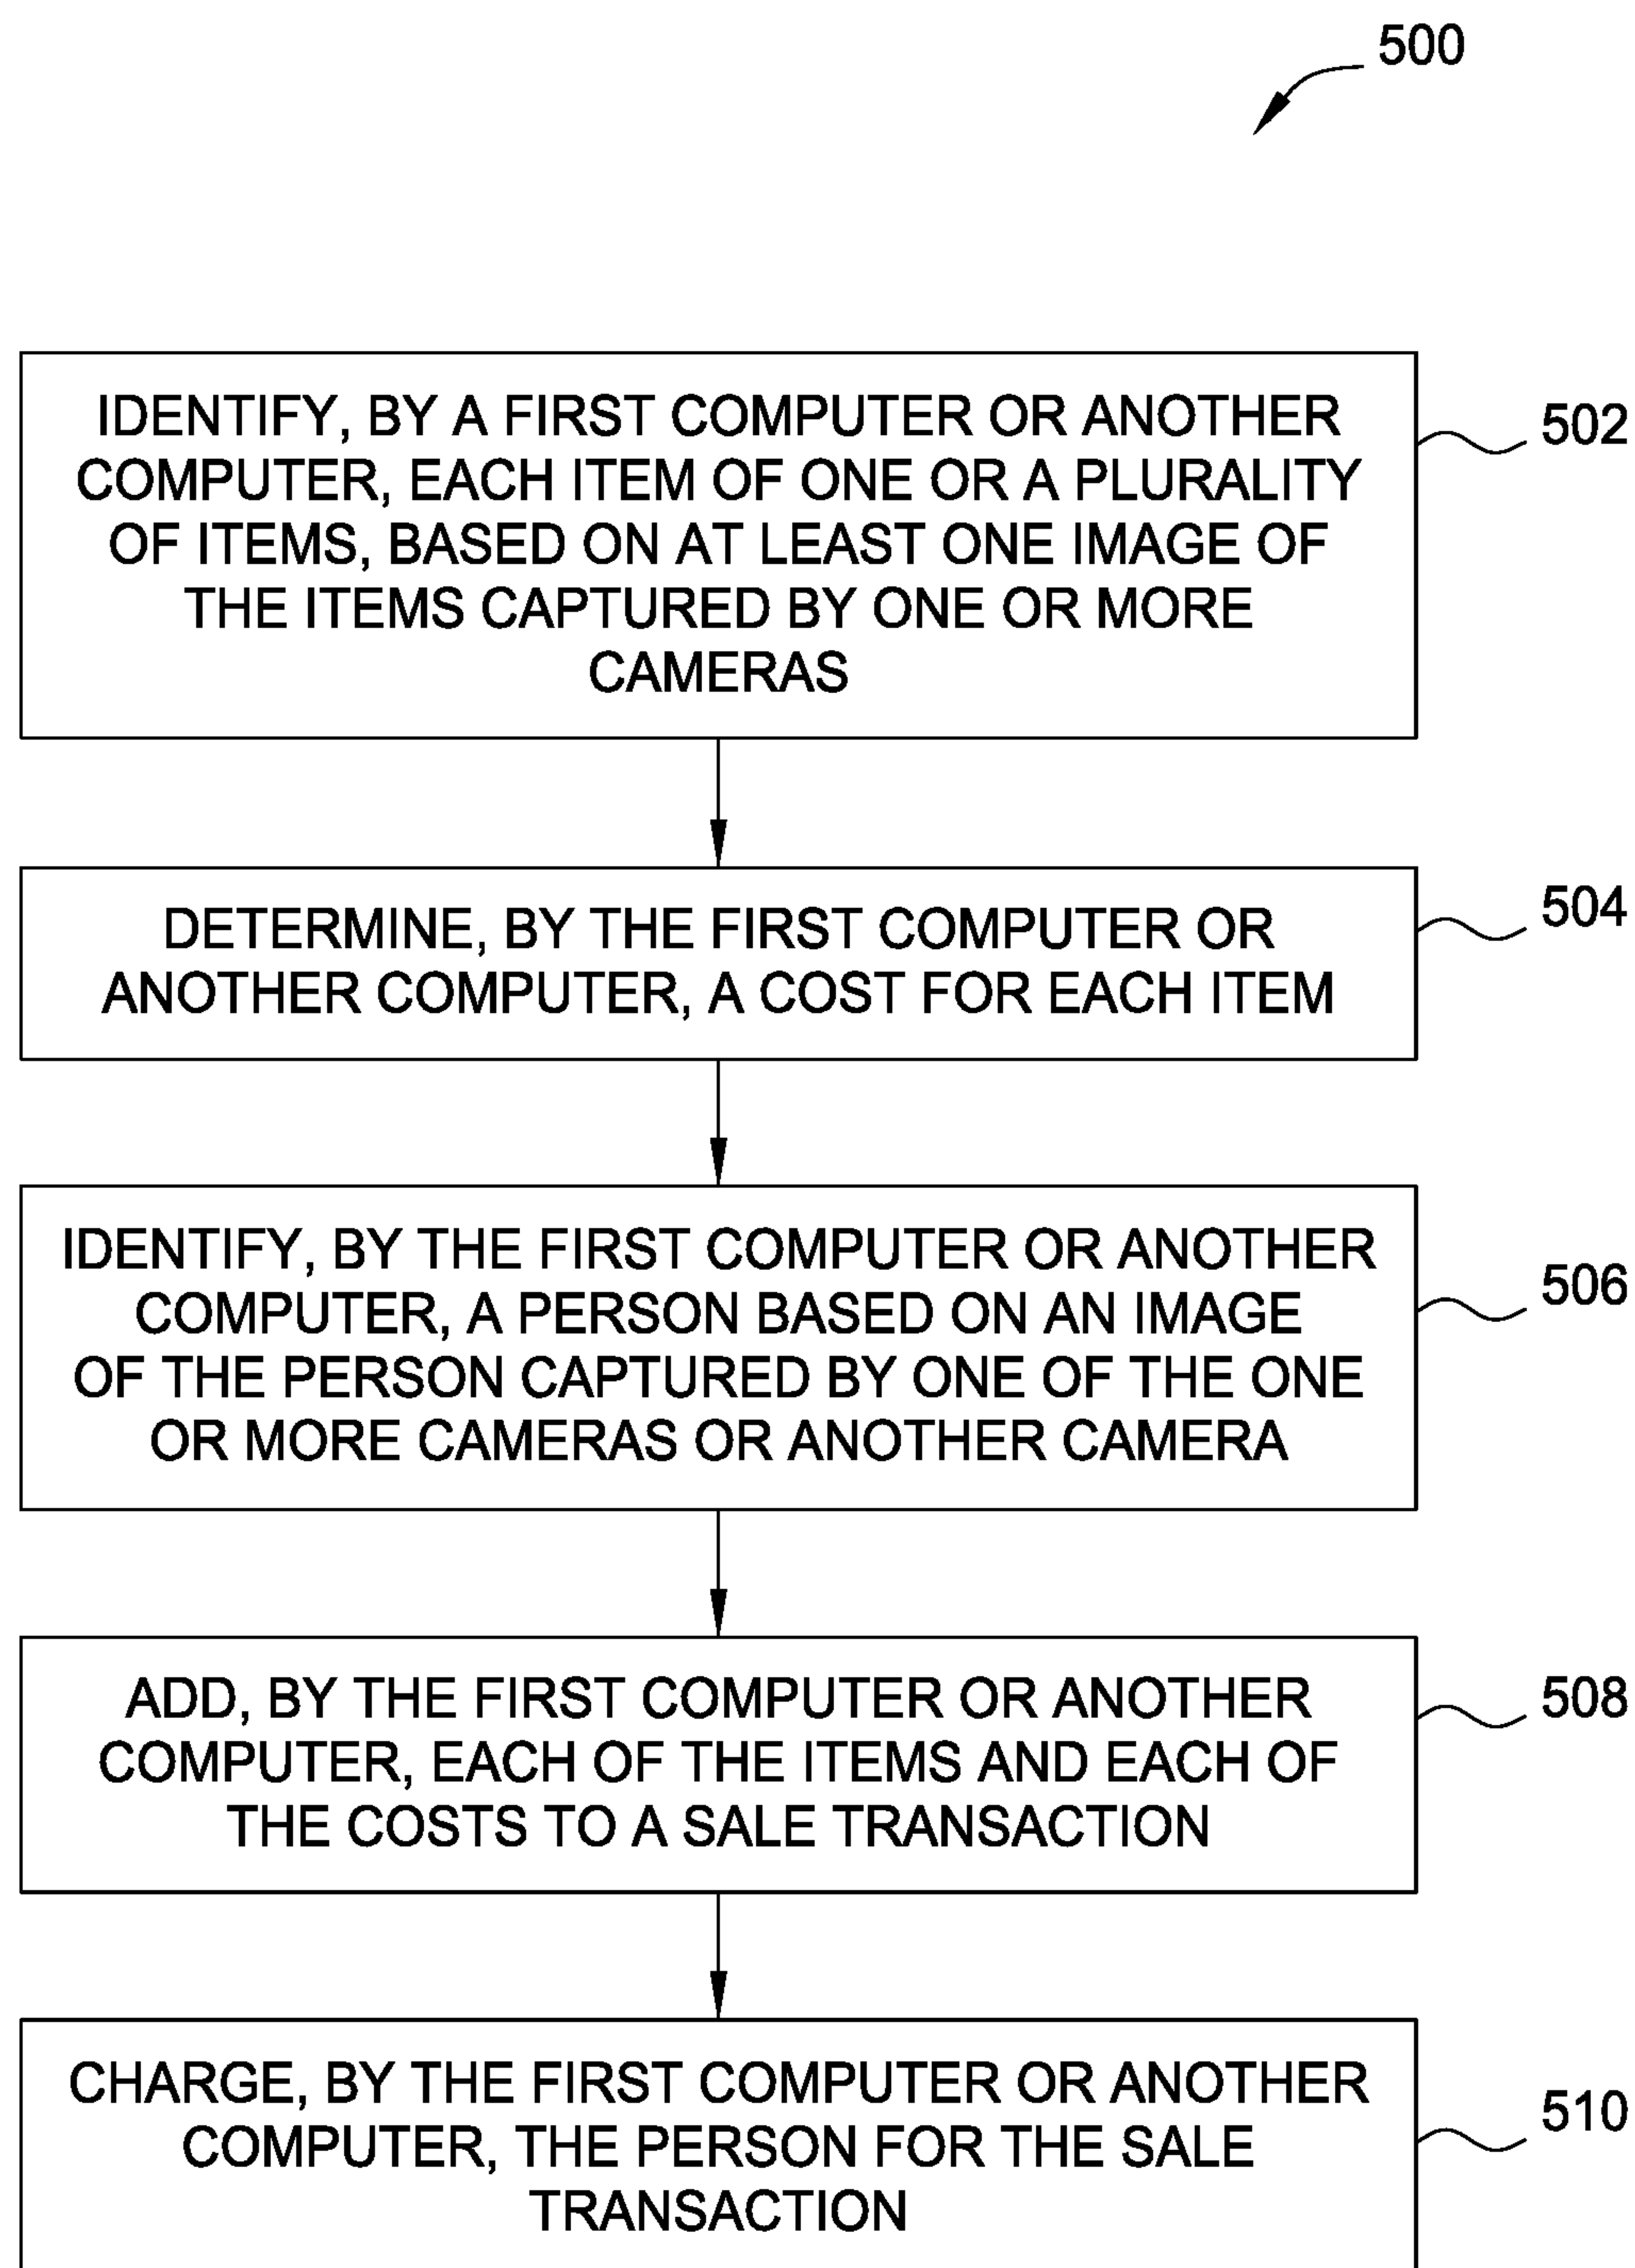 500
IDENTIFY, BY A FIRST COMPUTER OR ANOTHER
COMPUTER, EACH ITEM OF ONE OR A PLURALITY
OF ITEMS, BASED ON AT LEAST ONE IMAGE OF
THE ITEMS CAPTURED BY ONE OR MORE
CAMERAS
502
DETERMINE, BY THE FIRST COMPUTER OR
ANOTHER COMPUTER, A COST FOR EACH ITEM
504
IDENTIFY, BY THE FIRST COMPUTER OR ANOTHER
COMPUTER, A PERSON BASED ON AN IMAGE
OF THE PERSON CAPTURED BY ONE OF THE ONE
OR MORE CAMERAS OR ANOTHER CAMERA
506
ADD, BY THE FIRST COMPUTER OR ANOTHER
COMPUTER, EACH OF THE ITEMS AND EACH OF
THE COSTS TO A SALE TRANSACTION
508
CHARGE, BY THE FIRST COMPUTER OR ANOTHER
COMPUTER, THE PERSON FOR THE SALE
TRANSACTION
510